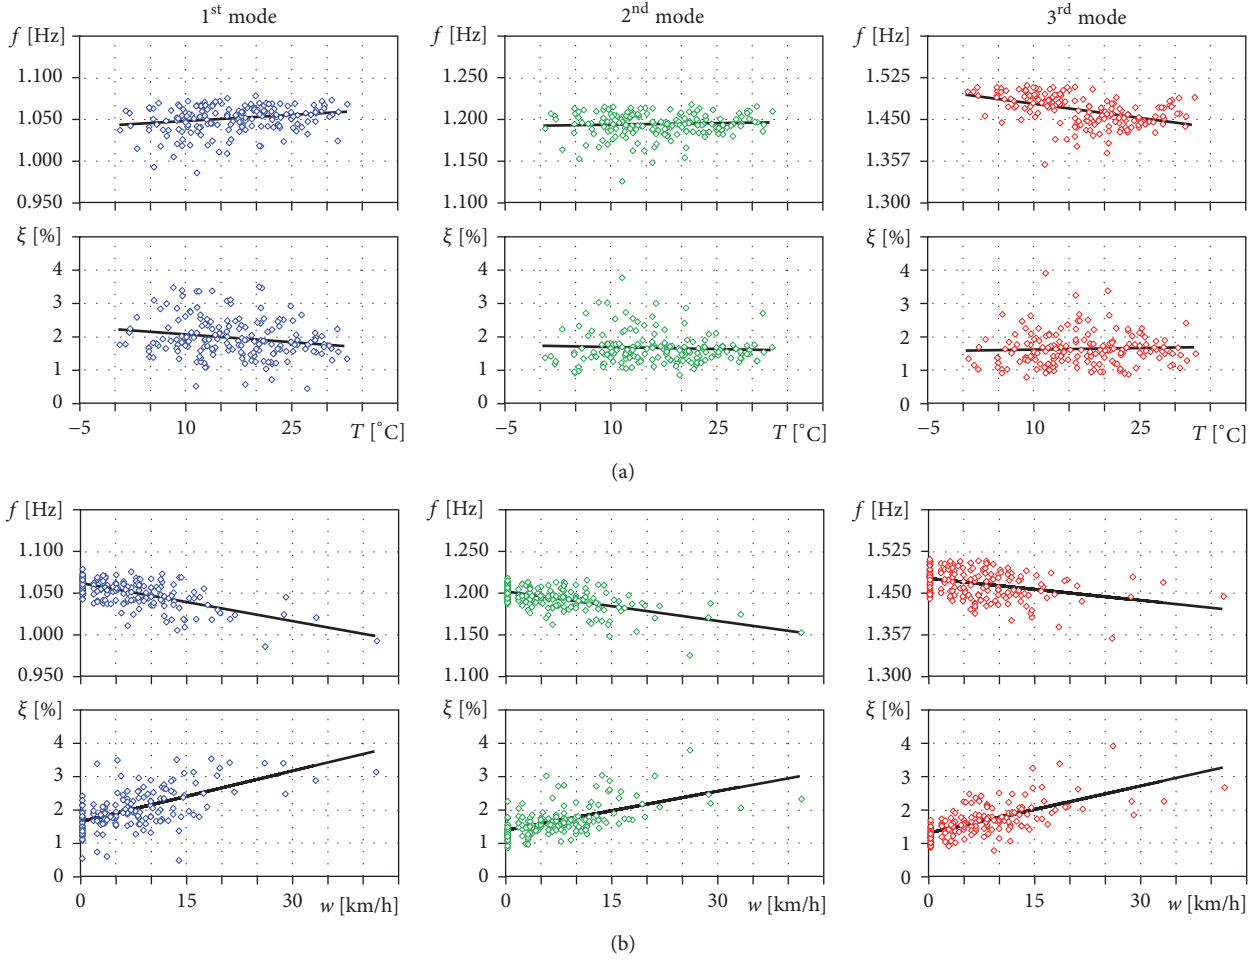 1st mode
2nd mode
3rd mode
f [Hz]
1.100
1.050
1.000
0.950
f [Hz]
1.250
1.200
1.150
1.100
f [Hz]
1.525
1.450
1.357
1.300
ξ [%]
4
3
2
1
0
−5 10 25 T [°C]
ξ [%]
4
3
2
1
0
−5 10 25 T [°C]
ξ [%]
4
3
2
1
0
−5 10 25 T [°C]
(a)
f [Hz]
1.100
1.050
1.000
0.950
f [Hz]
1.250
1.200
1.150
1.100
f [Hz]
1.525
1.450
1.357
1.300
ξ [%]
4
3
2
1
0
0 15 30 w [km/h]
ξ [%]
4
3
2
1
0
0 15 30 w [km/h]
ξ [%]
4
3
2
1
0
0 15 30 w [km/h]
(b)